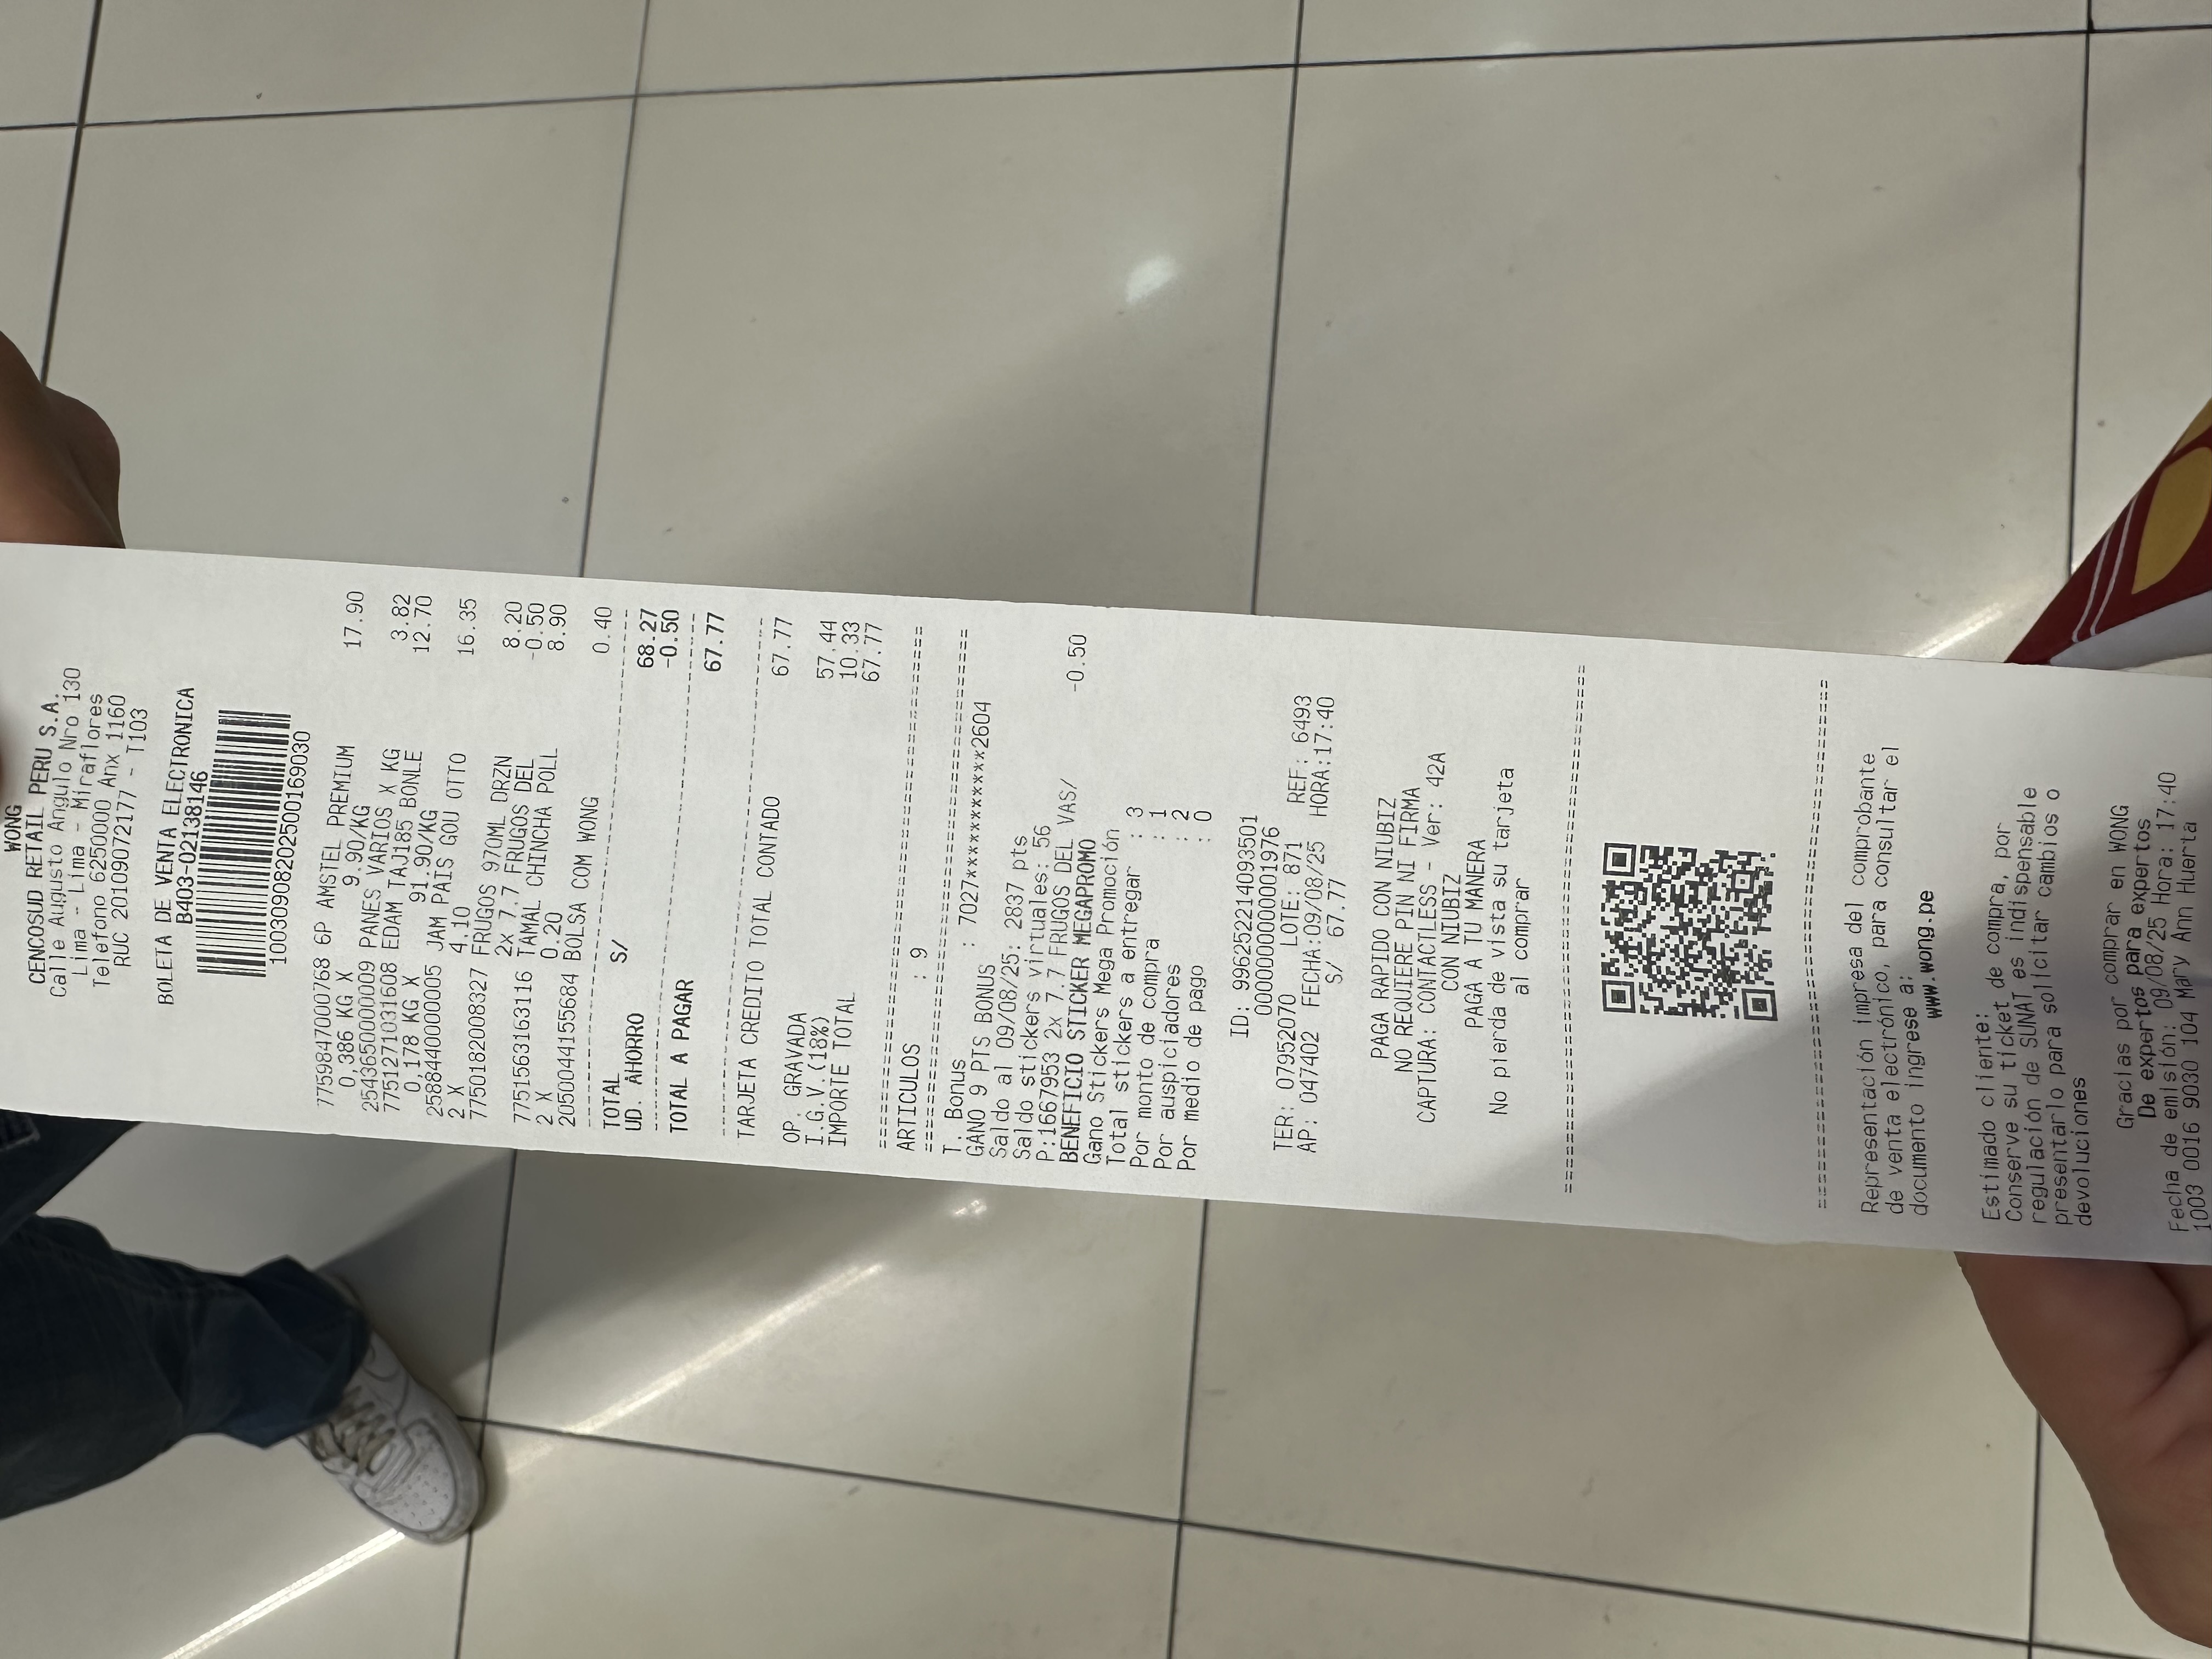 WONG
CENCOSUD RETAIL PERU S.A.
Calle Augusto Angulo Nro 130
Lima - Lima - Miraflores
Telefono 6250000 Anx 1160
RUC 20109072177 - T103
BOLETA DE VENTA ELECTRONICA
B403-02138146
10030908202500169030
7759847000768 6P AMSTEL PREMIUM 17.90
0,386 KG X 9.90/KG
2543650000009 PANES VARIOS X KG 3.82
7751271031608 EDAM TAJ185 BONLE 12.70
0,178 KG X 91.90/KG
2588440000005 JAM PAIS GOU OTTO 16.35
2 X 4.10
7750182008327 FRUGOS 970ML DRZN 8.20
2x 7.7 FRUGOS DEL -0.50
7751563163116 TAMAL CHINCHA POLL 8.90
2 X 0.20
2050044155684 BOLSA COM WONG 0.40
TOTAL S/ 68.27
UD. AHORRO -0.50
TOTAL A PAGAR 67.77
TARJETA CREDITO TOTAL CONTADO 67.77
OP. GRAVADA 57.44
I.G.V.(18%) 10.33
IMPORTE TOTAL 67.77
ARTICULOS : 9
T. Bonus : 7027***********2604
GANO 9 PTS BONUS
Saldo al 09/08/25: 2837 pts
Saldo stickers virtuales: 56
P:1667953 2x 7.7 FRUGOS DEL VAS/ -0.50
BENEFICIO STICKER MEGAPROMO
Gano Stickers Mega Promoción
Total stickers a entregar : 3
Por monto de compra : 1
Por auspiciadores : 2
Por medio de pago : 0
ID: 996252214093501
0000000000001976
TER: 07952070 LOTE: 871 REF: 6493
AP: 047402 FECHA:09/08/25 HORA:17:40
S/ 67.77
PAGA RAPIDO CON NIUBIZ
NO REQUIERE PIN NI FIRMA
CAPTURA: CONTACTLESS - Ver: 42A
CON NIUBIZ
PAGA A TU MANERA
No pierda de vista su tarjeta
al comprar
Representación impresa del comprobante
de venta electrónico, para consultar el
documento ingrese a:
www.wong.pe
Estimado cliente:
Conserve su ticket de compra, por
regulación de SUNAT es indispensable
presentarlo para solicitar cambios o
devoluciones
Gracias por comprar en WONG
De expertos para expertos
Fecha de emisión: 09/08/25 Hora: 17:40
1003 0016 9030 104 Mary Ann Huerta